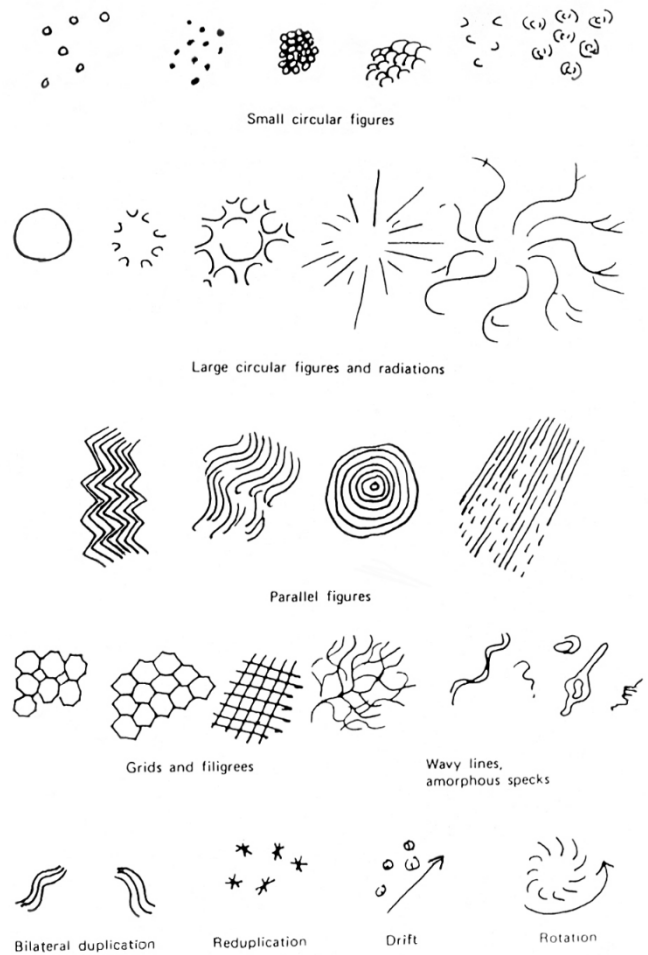 Small circular figures
Large circular figures and radiations
Parallel figures
Grids and filigrees
Wavy lines,
amorphous specks
Bilateral duplication
Reduplication
Drift
Rotation